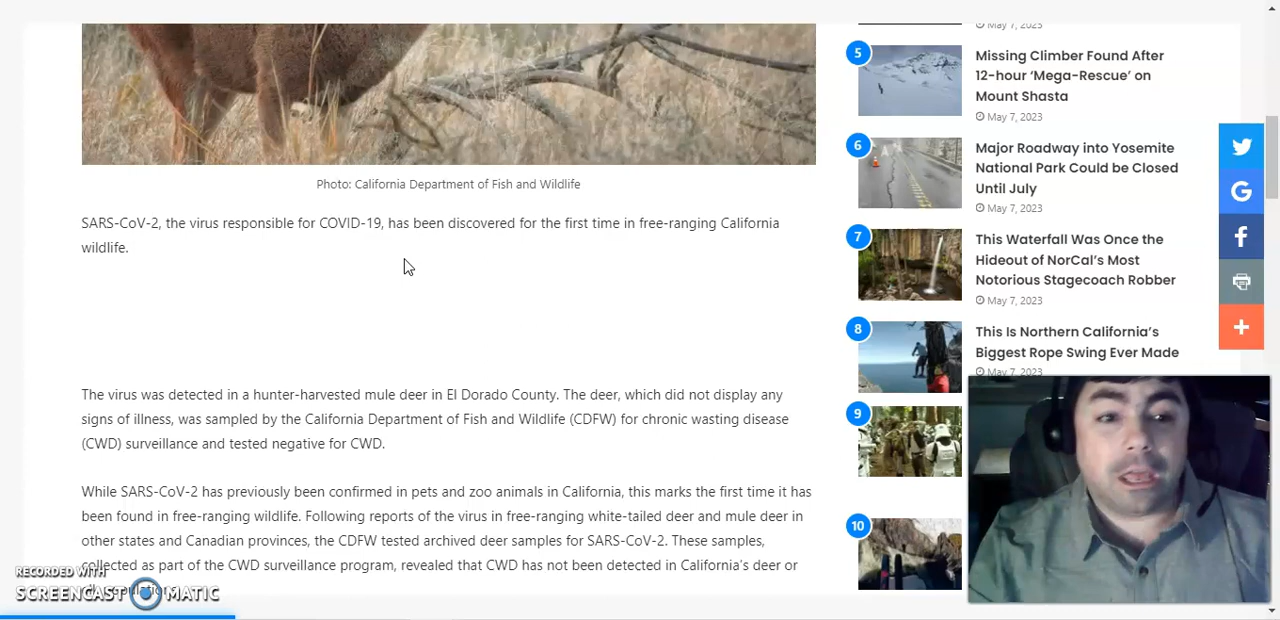 May 7, 2023
5
Missing Climber Found After
12-hour ‘Mega-Rescue’ on
Mount Shasta
May 7, 2023
6
Major Roadway into Yosemite
National Park Could be Closed
Until July
May 7, 2023
7
This Waterfall Was Once the
Hideout of NorCal’s Most
Notorious Stagecoach Robber
May 7, 2023
8
This Is Northern California’s
Biggest Rope Swing Ever Made
May 7, 2023
9
10
Photo: California Department of Fish and Wildlife
SARS-CoV-2, the virus responsible for COVID-19, has been discovered for the first time in free-ranging California
wildlife.
The virus was detected in a hunter-harvested mule deer in El Dorado County. The deer, which did not display any
signs of illness, was sampled by the California Department of Fish and Wildlife (CDFW) for chronic wasting disease
(CWD) surveillance and tested negative for CWD.
While SARS-CoV-2 has previously been confirmed in pets and zoo animals in California, this marks the first time it has
been found in free-ranging wildlife. Following reports of the virus in free-ranging white-tailed deer and mule deer in
other states and Canadian provinces, the CDFW tested archived deer samples for SARS-CoV-2. These samples,
collected as part of the CWD surveillance program, revealed that CWD has not been detected in California’s deer or
RECORDED WITH
SCREENCAST MATIC